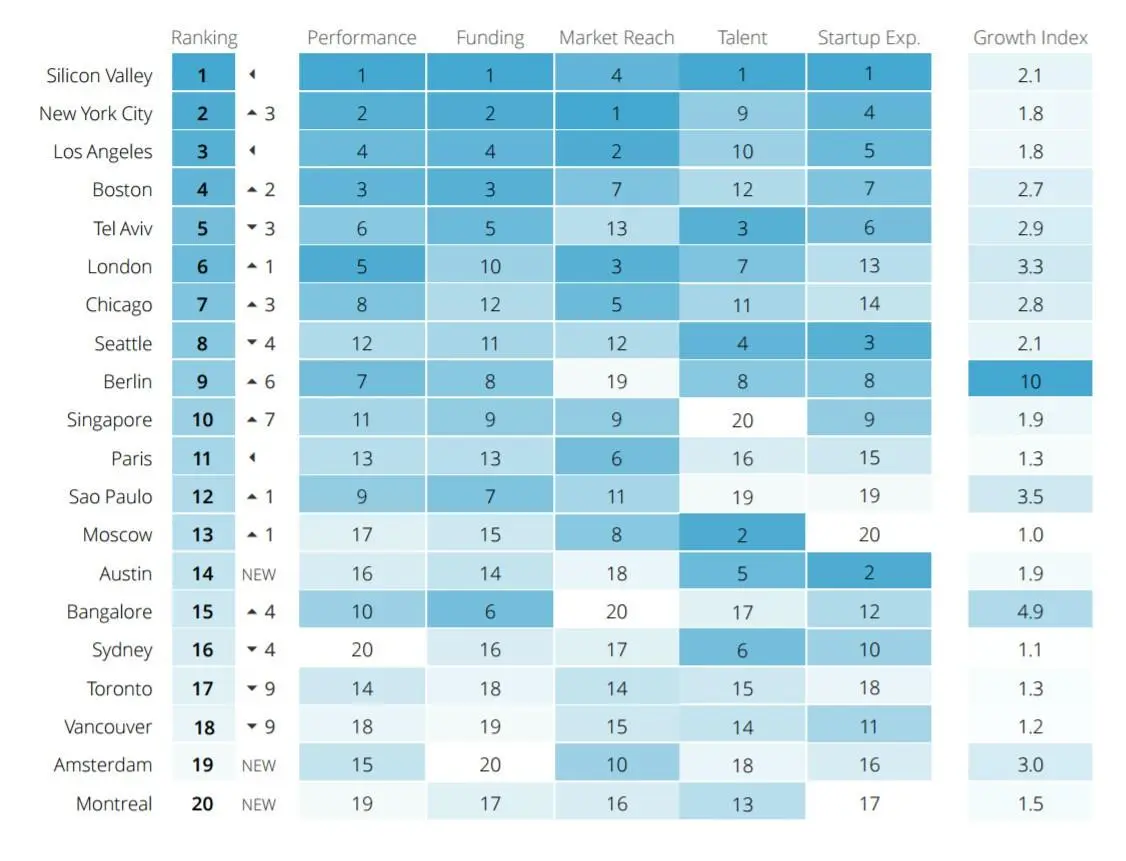 Ranking Performance Funding Market Reach Talent Startup Exp. Growth Index
Silicon Valley 1 ◂ 1 1 4 1 1 2.1
New York City 2 ▴ 3 2 2 1 9 4 1.8
Los Angeles 3 ◂ 4 4 2 10 5 1.8
Boston 4 ▴ 2 3 3 7 12 7 2.7
Tel Aviv 5 ▾ 3 6 5 13 3 6 2.9
London 6 ▴ 1 5 10 3 7 13 3.3
Chicago 7 ▴ 3 8 12 5 11 14 2.8
Seattle 8 ▾ 4 12 11 12 4 3 2.1
Berlin 9 ▴ 6 7 8 19 8 8 10
Singapore 10 ▴ 7 11 9 9 20 9 1.9
Paris 11 ◂ 13 13 6 16 15 1.3
Sao Paulo 12 ▴ 1 9 7 11 19 19 3.5
Moscow 13 ▴ 1 17 15 8 2 20 1.0
Austin 14 NEW 16 14 18 5 2 1.9
Bangalore 15 ▴ 4 10 6 20 17 12 4.9
Sydney 16 ▾ 4 20 16 17 6 10 1.1
Toronto 17 ▾ 9 14 18 14 15 18 1.3
Vancouver 18 ▾ 9 18 19 15 14 11 1.2
Amsterdam 19 NEW 15 20 10 18 16 3.0
Montreal 20 NEW 19 17 16 13 17 1.5